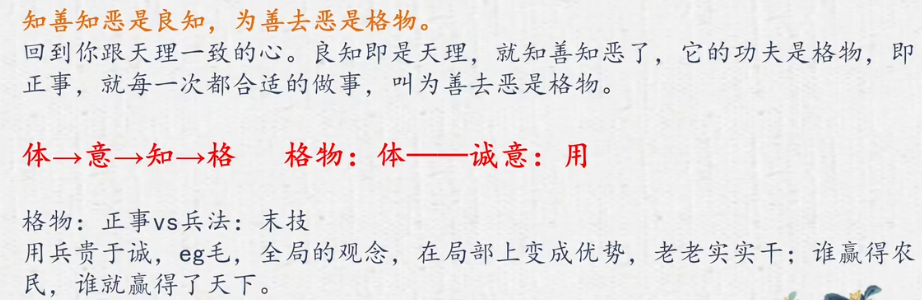 知善知恶是良知，为善去恶是格物。
回到你跟天理一致的心。良知即是天理，就知善知恶了，它的功夫是格物，即
正事，就每一次都合适的做事，叫为善去恶是格物。
体→意→知→格 格物：体——诚意：用
格物：正事vs兵法：末技
用兵贵于诚，eg毛，全局的观念，在局部上变成优势，老老实实干；谁赢得农
民，谁就赢得了天下。